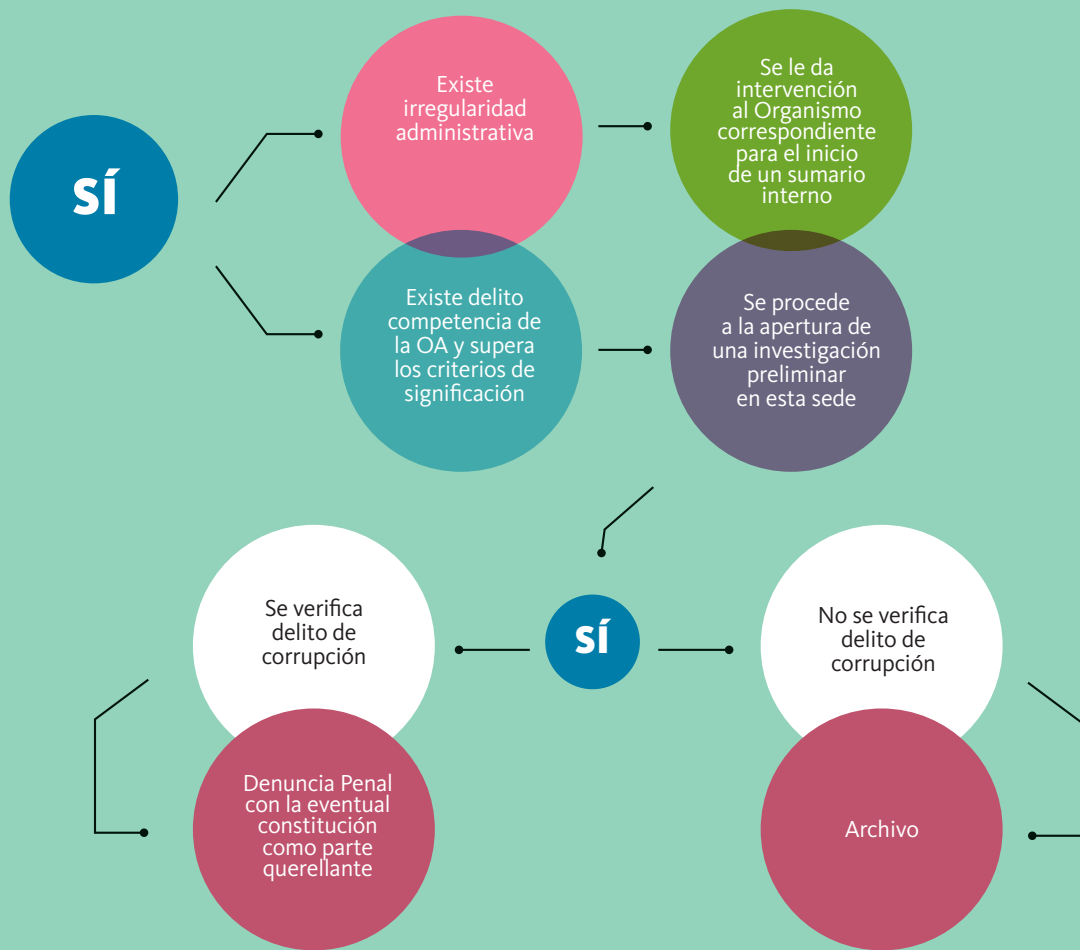 SÍ
Existe
irregularidad
administrativa
Se le da
intervención
al Organismo
correspondiente
para el inicio
de un sumario
interno
Existe delito
competencia de
la OA y supera
los criterios de
significación
Se procede
a la apertura de
una investigación
preliminar
en esta sede
SÍ
Se verifica
delito de
corrupción
No se verifica
delito de
corrupción
Denuncia Penal
con la eventual
constitución
como parte
querellante
Archivo